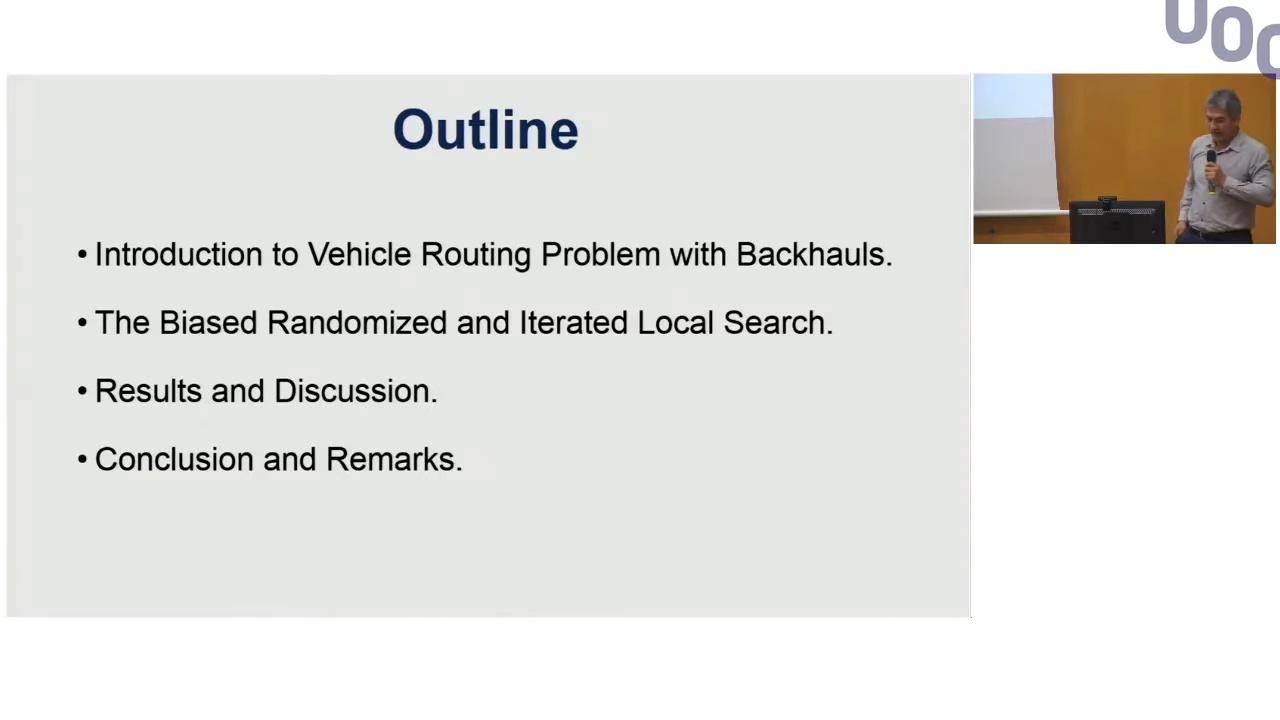 UOC
Outline
• Introduction to Vehicle Routing Problem with Backhauls.
• The Biased Randomized and Iterated Local Search.
• Results and Discussion.
• Conclusion and Remarks.